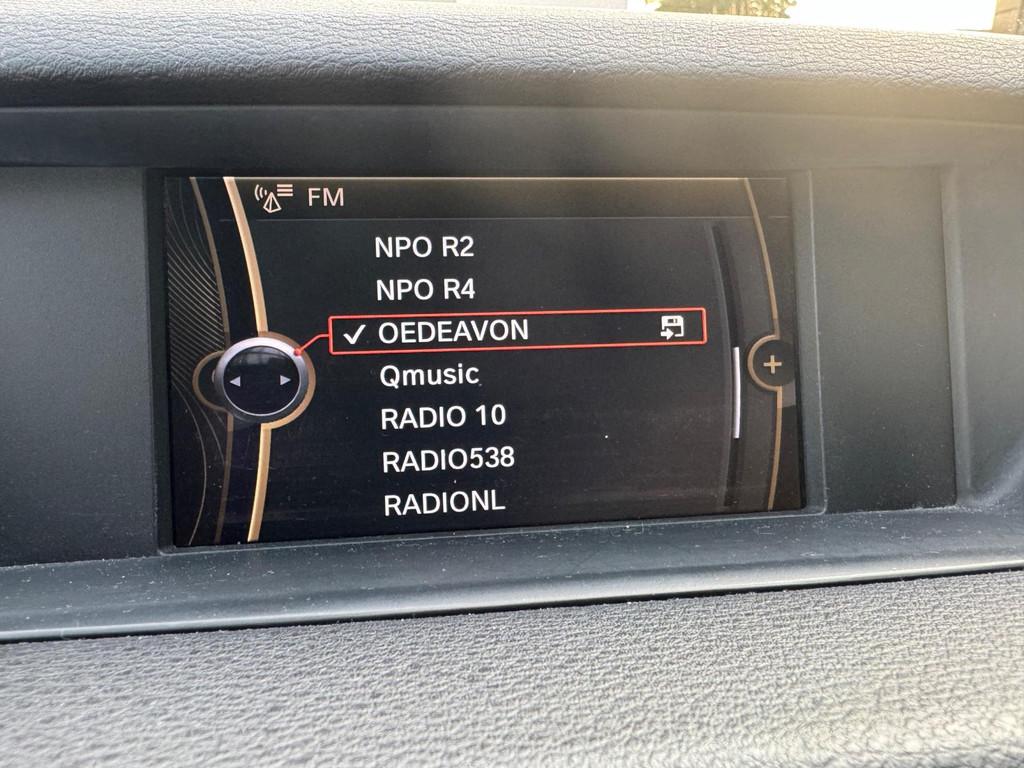 FM
NPO R2
NPO R4
OEDEAVON
Qmusic
RADIO 10
RADIO538
RADIONL